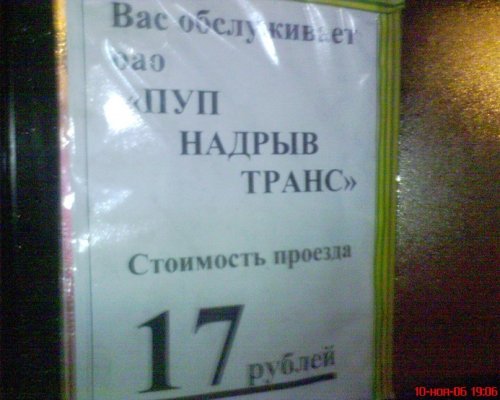 Вас обслуживает
оао
«ПУП
НАДРЫВ
ТРАНС»
Стоимость проезда
17 рублей
10-ноя-06 19:06